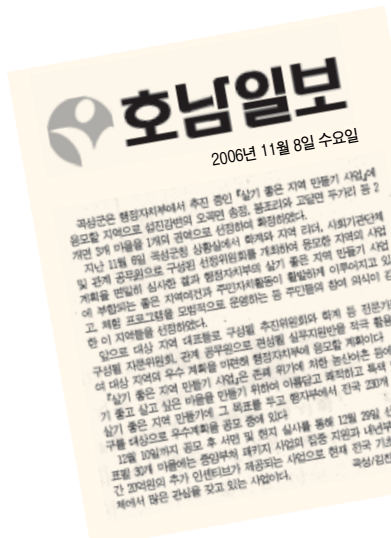 호남일보
2006년 11월 8일 수요일
곡성군은 행정자치부에서 추진 중인 『살기 좋은 지역 만들기 사업』에
응모할 지역으로 섬진강변의 오곡면 송정, 봉조리와 고달면 두가리 등 2
개면 5개 마을을 1개의 권역으로 선정하여 확정하였다.
지난 11월 6일 곡성군청 상황실에서 학계와 지역 리더, 사회기관단체
및 관계 공무원으로 구성된 선정위원회를 개최하여 응모한 지역의 사업
계획을 면밀히 심사한 결과 행정자치부의 살기 좋은 지역 만들기 사업
에 부합되는 좋은 지역여건과 주민자치활동이 활발하게 이루어지고 있
고, 체험 프로그램을 모범적으로 운영하는 등 주민들의 참여 의식이 강
한 이 지역들을 선정하였다.
앞으로 대상 지역 대표들로 구성될 추진위원회와 학계 등 전문가
구성될 자문위원회, 관계 공무원으로 편성될 실무지원반을 적극 활용
여 대상 지역의 우수 계획을 마련해 행정자치부에 응모할 계획이다.
『살기 좋은 지역 만들기 사업』은 존폐 위기에 처한 농산어촌 등에
기 좋고 살고 싶은 마을을 만들기 위하여 아름답고 쾌적하고 특색
살기 좋은 지역 만들기에 그 목표를 두고 행자부에서 전국 230개
구를 대상으로 우수계획을 공모 중에 있다.
12월 10일까지 공모 후 서면 및 현지 실사를 통해 12월 29일 선
표될 30개 마을에는 중앙부처 패키지 사업의 집중 지원과 내년부
간 20억원의 추가 인센티브가 제공되는 사업으로 현재 전국 기초
체에서 많은 관심을 갖고 있는 사업이다.
곡성/김진